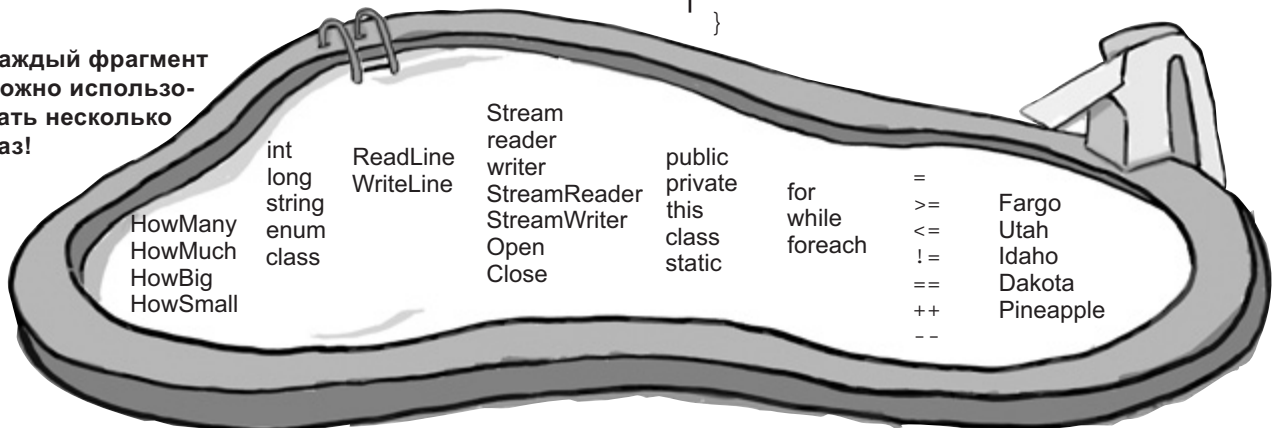 }
аждый фрагмент
ожно использо-
ать несколько
аз!
HowMany
HowMuch
HowBig
HowSmall
int
long
string
enum
class
ReadLine
WriteLine
Stream
reader
writer
StreamReader
StreamWriter
Open
Close
public
private
this
class
static
for
while
foreach
=
>=
<=
!=
==
++
--
Fargo
Utah
Idaho
Dakota
Pineapple